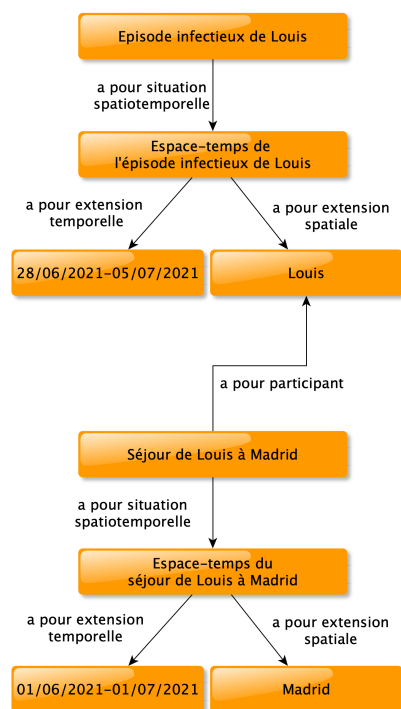 Episode infectieux de Louis
a pour situation
spatiotemporelle
Espace-temps de
l'épisode infectieux de Louis
a pour extension
temporelle
a pour extension
spatiale
28/06/2021-05/07/2021
Louis
a pour participant
Séjour de Louis à Madrid
a pour situation
spatiotemporelle
Espace-temps du
séjour de Louis à Madrid
a pour extension
temporelle
a pour extension
spatiale
01/06/2021-01/07/2021
Madrid